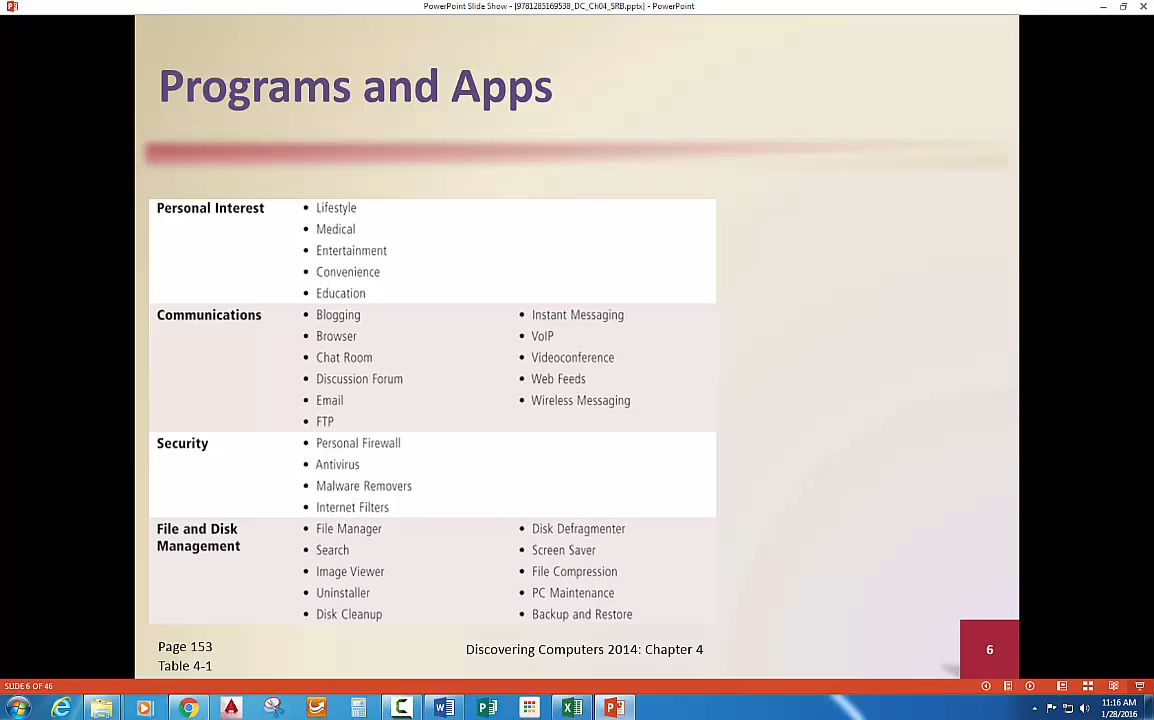 PowerPoint Slide Show - [9781285169538_DC_Ch04_SRB.pptx] - PowerPoint
Programs and Apps
Personal Interest
• Lifestyle
• Medical
• Entertainment
• Convenience
• Education
Communications
• Blogging
• Browser
• Chat Room
• Discussion Forum
• Email
• FTP
• Instant Messaging
• VoIP
• Videoconference
• Web Feeds
• Wireless Messaging
Security
• Personal Firewall
• Antivirus
• Malware Removers
• Internet Filters
File and Disk
Management
• File Manager
• Search
• Image Viewer
• Uninstaller
• Disk Cleanup
• Disk Defragmenter
• Screen Saver
• File Compression
• PC Maintenance
• Backup and Restore
Page 153
Table 4-1
Discovering Computers 2014: Chapter 4
6
SLIDE 6 OF 46
11:16 AM
1/28/2016